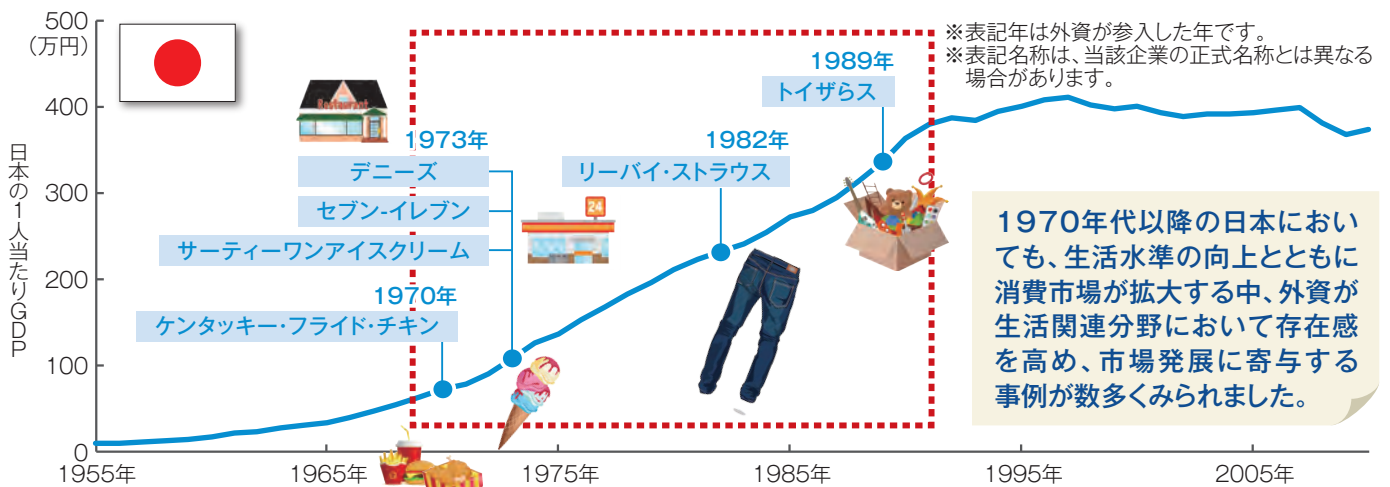 500
(万円)
400
300
200
100
0
日本の1人当たりGDP
1955年
1965年
1975年
1985年
1995年
2005年
※表記年は外資が参入した年です。
※表記名称は、当該企業の正式名称とは異なる
場合があります。
1989年
トイザらス
1982年
リーバイ・ストラウス
Restaurant
1973年
デニーズ
セブン-イレブン
サーティーワンアイスクリーム
24
1970年
ケンタッキー・フライド・チキン
1970年代以降の日本におい
ても、生活水準の向上とともに
消費市場が拡大する中、外資が
生活関連分野において存在感
を高め、市場発展に寄与する
事例が数多くみられました。